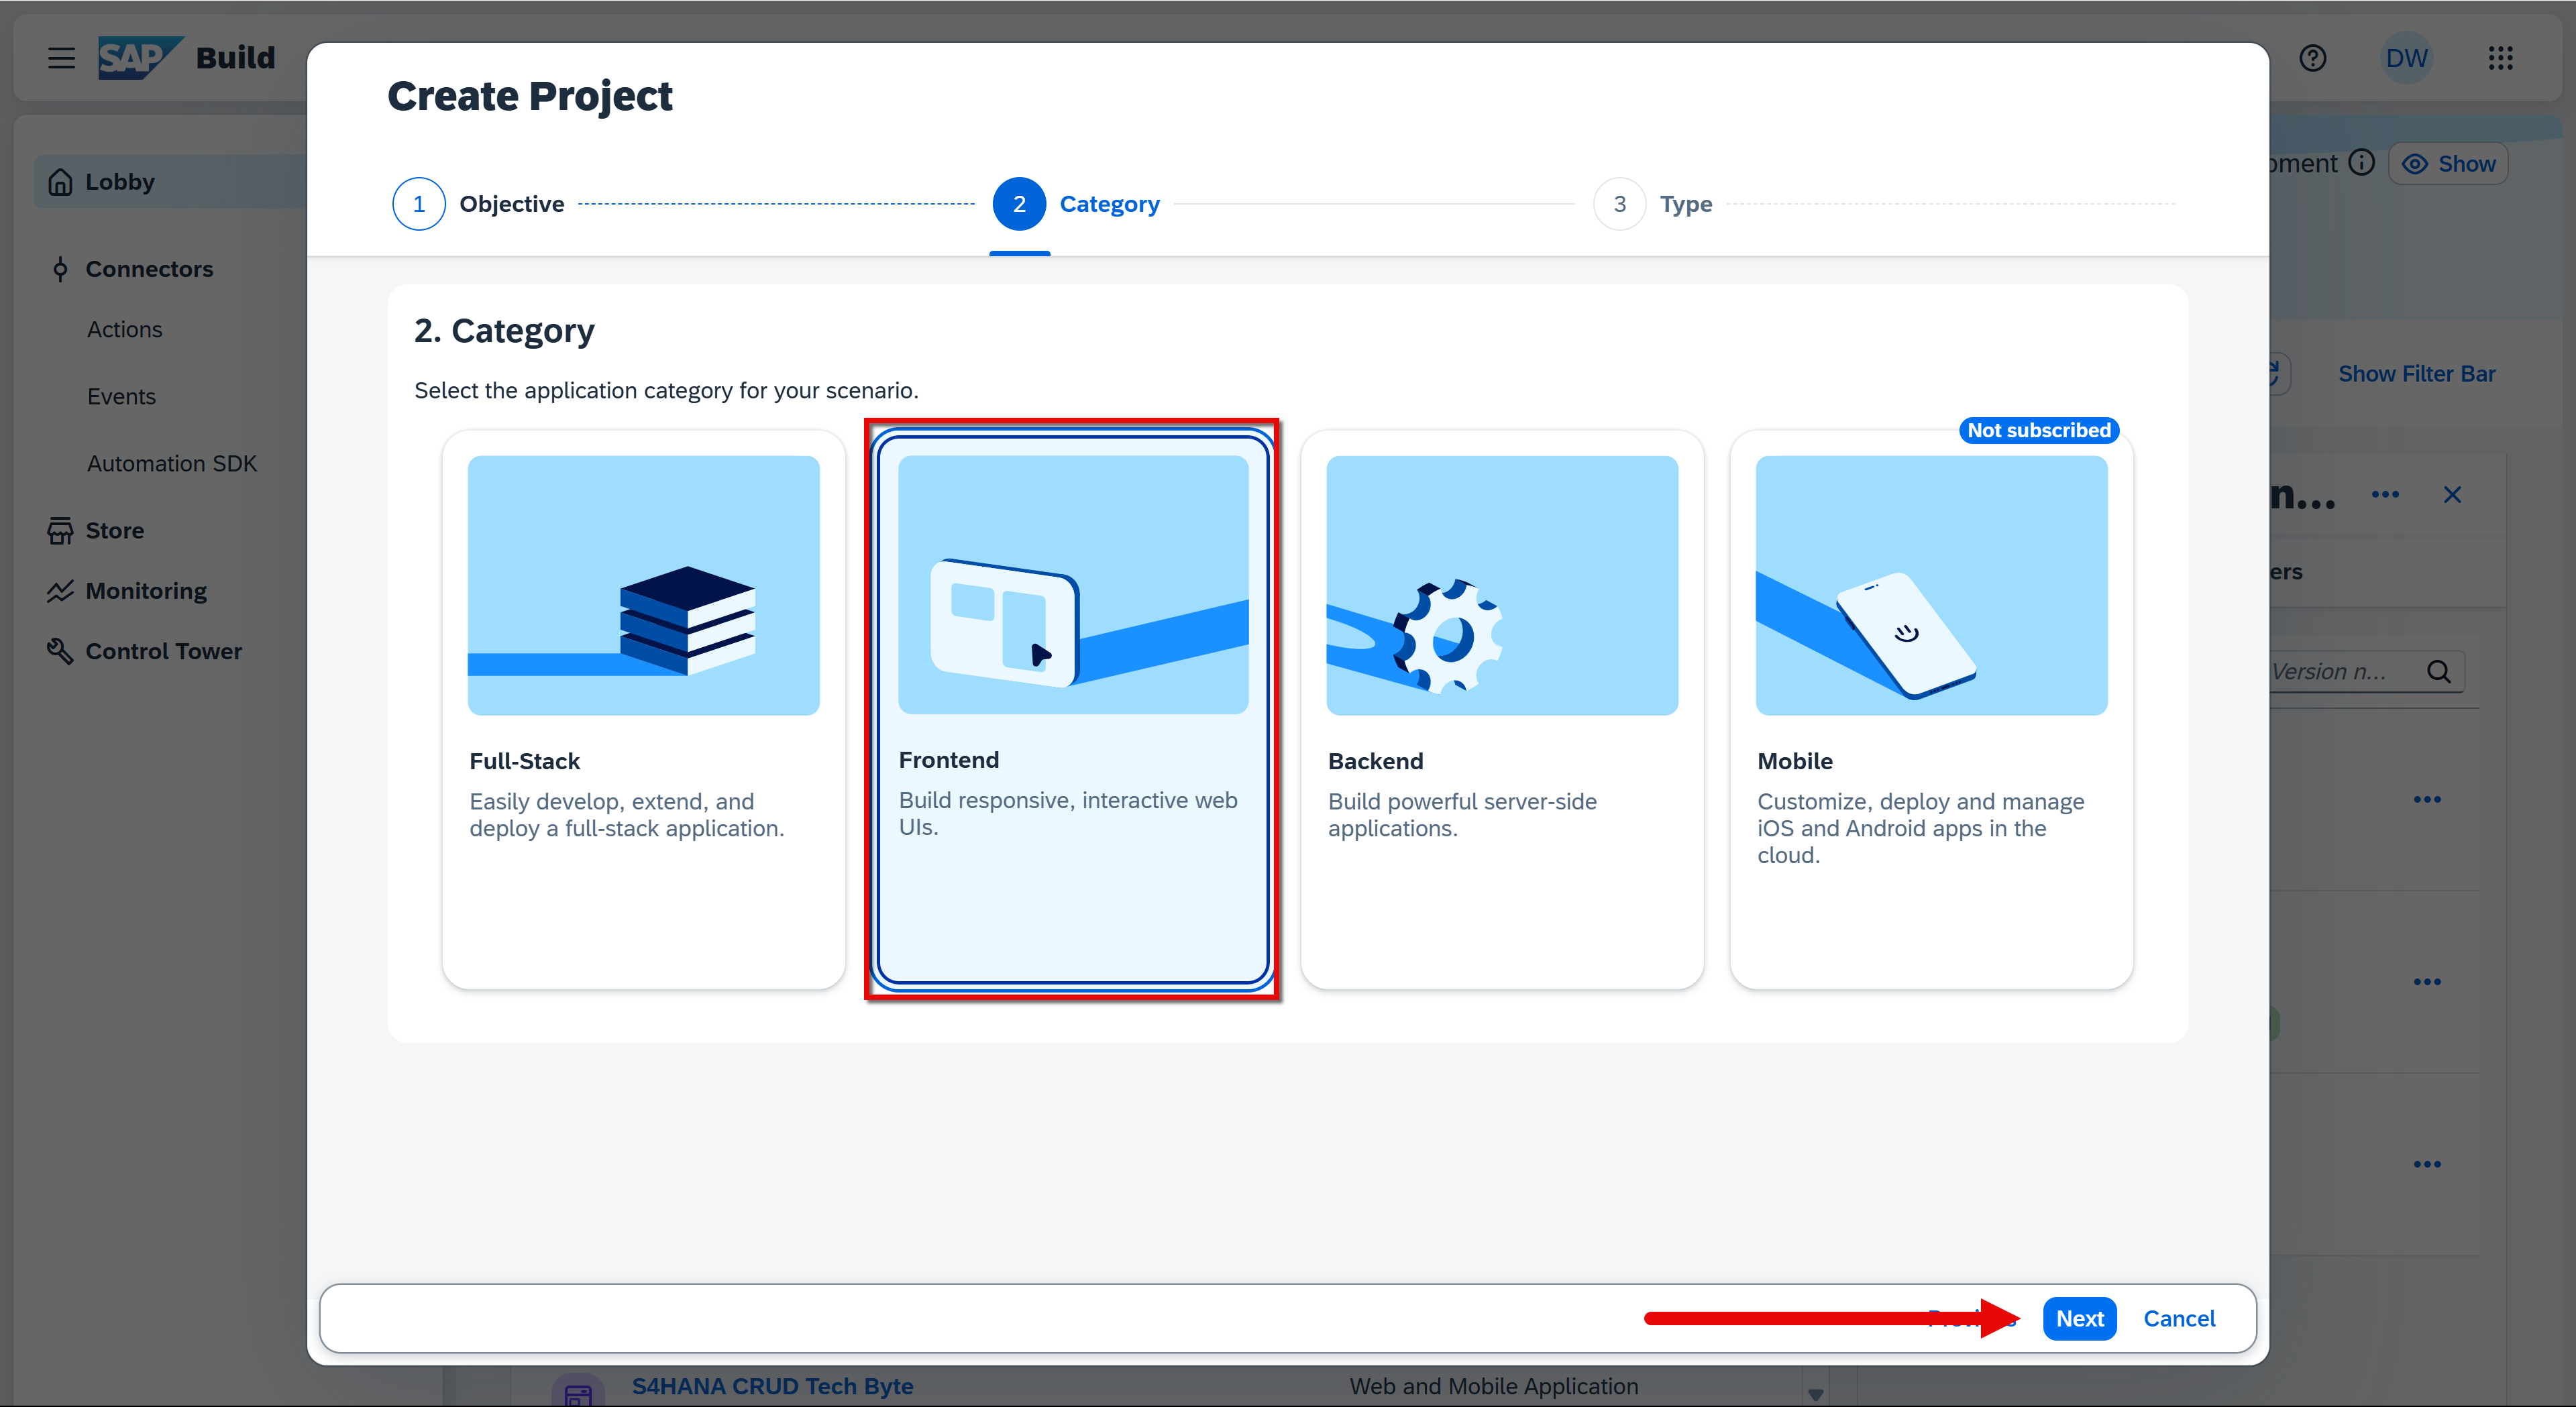 SAP Build
DW
Create Project
1 Objective
2 Category
3 Type
Lobby
Connectors
Actions
Events
Automation SDK
Store
Monitoring
Control Tower
Show
Show Filter Bar
n...
ers
Version n...
2. Category
Select the application category for your scenario.
Not subscribed
Full-Stack
Easily develop, extend, and
deploy a full-stack application.
Frontend
Build responsive, interactive web
UIs.
Backend
Build powerful server-side
applications.
Mobile
Customize, deploy and manage
iOS and Android apps in the
cloud.
Next
Cancel
S4HANA CRUD Tech Byte
Web and Mobile Application